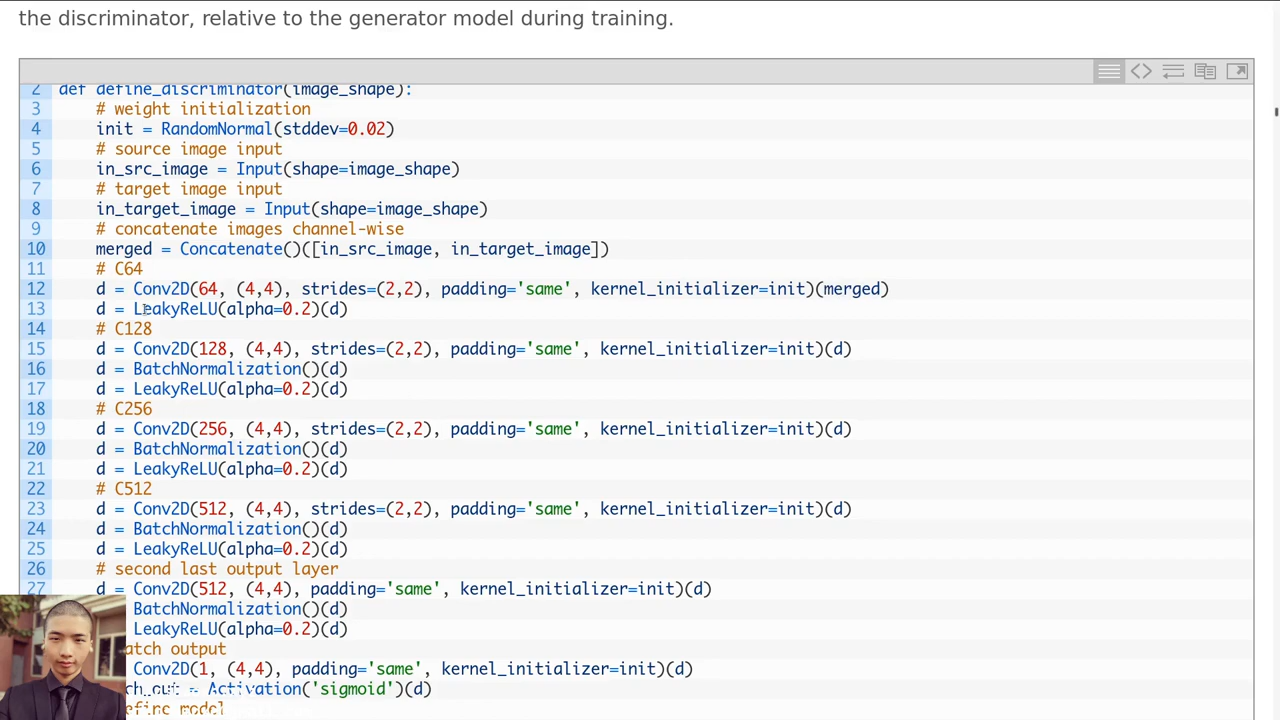 the discriminator, relative to the generator model during training.
2 def define_discriminator(image_shape):
3 # weight initialization
4 init = RandomNormal(stddev=0.02)
5 # source image input
6 in_src_image = Input(shape=image_shape)
7 # target image input
8 in_target_image = Input(shape=image_shape)
9 # concatenate images channel-wise
10 merged = Concatenate()([in_src_image, in_target_image])
11 # C64
12 d = Conv2D(64, (4,4), strides=(2,2), padding='same', kernel_initializer=init)(merged)
13 d = LeakyReLU(alpha=0.2)(d)
14 # C128
15 d = Conv2D(128, (4,4), strides=(2,2), padding='same', kernel_initializer=init)(d)
16 d = BatchNormalization()(d)
17 d = LeakyReLU(alpha=0.2)(d)
18 # C256
19 d = Conv2D(256, (4,4), strides=(2,2), padding='same', kernel_initializer=init)(d)
20 d = BatchNormalization()(d)
21 d = LeakyReLU(alpha=0.2)(d)
22 # C512
23 d = Conv2D(512, (4,4), strides=(2,2), padding='same', kernel_initializer=init)(d)
24 d = BatchNormalization()(d)
25 d = LeakyReLU(alpha=0.2)(d)
26 # second last output layer
27 d = Conv2D(512, (4,4), padding='same', kernel_initializer=init)(d)
BatchNormalization()(d)
LeakyReLU(alpha=0.2)(d)
atch output
Conv2D(1, (4,4), padding='same', kernel_initializer=init)(d)
ch_out = Activation('sigmoid')(d)
efine model